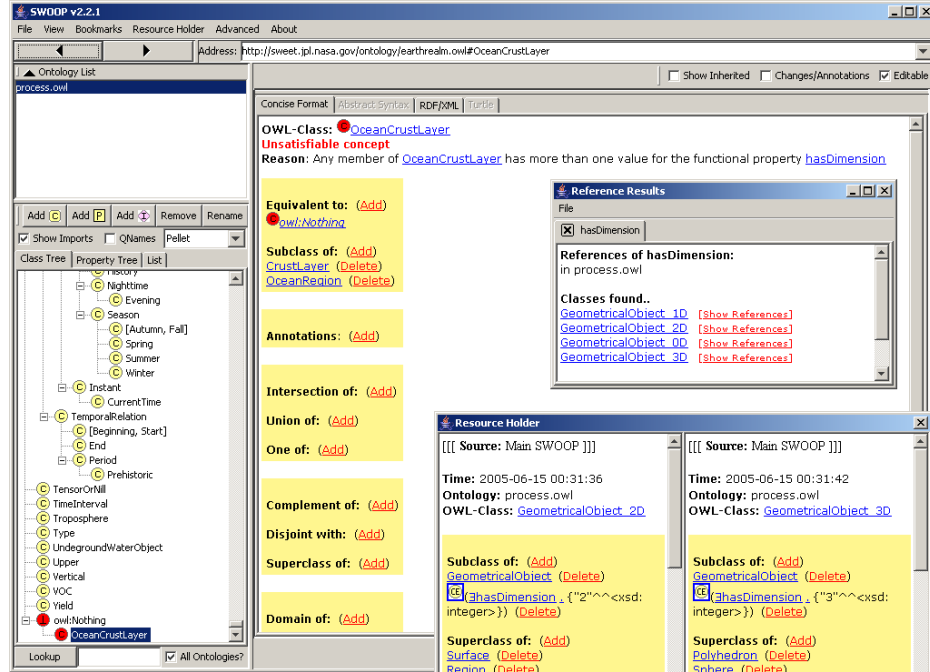 SWOOP v2.2.1
File View Bookmarks Resource Holder Advanced About
Address: http://sweet.jpl.nasa.gov/ontology/earthrealm.owl#OceanCrustLayer
Ontology List
process.owl
Show Inherited Changes/Annotations Editable
Add C Add P Add I Remove Rename
Show Imports QNames Pellet
Class Tree Property Tree List
History
C Nighttime
C Evening
C Season
C [Autumn, Fall]
C Spring
C Summer
C Winter
C Instant
C CurrentTime
C TemporalRelation
C [Beginning, Start]
C End
C Period
C Prehistoric
C TensorOrNill
C TimeInterval
C Troposphere
C Type
C UndegroundWaterObject
C Upper
C Vertical
C VOC
C Yield
owl:Nothing
C OceanCrustLayer
Lookup All Ontologies?
Concise Format Abstract Syntax RDF/XML Turtle
OWL-Class: C OceanCrustLayer
Unsatisfiable concept
Reason: Any member of OceanCrustLayer has more than one value for the functional property hasDimension
Equivalent to: (Add)
C owl:Nothing
Subclass of: (Add)
CrustLayer (Delete)
OceanRegion (Delete)
Annotations: (Add)
Intersection of: (Add)
Union of: (Add)
One of: (Add)
Complement of: (Add)
Disjoint with: (Add)
Superclass of: (Add)
Domain of: (Add)
Reference Results
File
hasDimension
References of hasDimension:
in process.owl
Classes found..
GeometricalObject_1D [Show References]
GeometricalObject_2D [Show References]
GeometricalObject_0D [Show References]
GeometricalObject_3D [Show References]
Resource Holder
[[[ Source: Main SWOOP ]]]
Time: 2005-06-15 00:31:36
Ontology: process.owl
OWL-Class: GeometricalObject_2D
Subclass of: (Add)
GeometricalObject (Delete)
CE (∃hasDimension . {"2"^^<xsd:
integer>}) (Delete)
Superclass of: (Add)
Surface (Delete)
Region (Delete)
[[[ Source: Main SWOOP ]]]
Time: 2005-06-15 00:31:42
Ontology: process.owl
OWL-Class: GeometricalObject_3D
Subclass of: (Add)
GeometricalObject (Delete)
CE (∃hasDimension . {"3"^^<xsd:
integer>}) (Delete)
Superclass of: (Add)
Polyhedron (Delete)
Sphere (Delete)